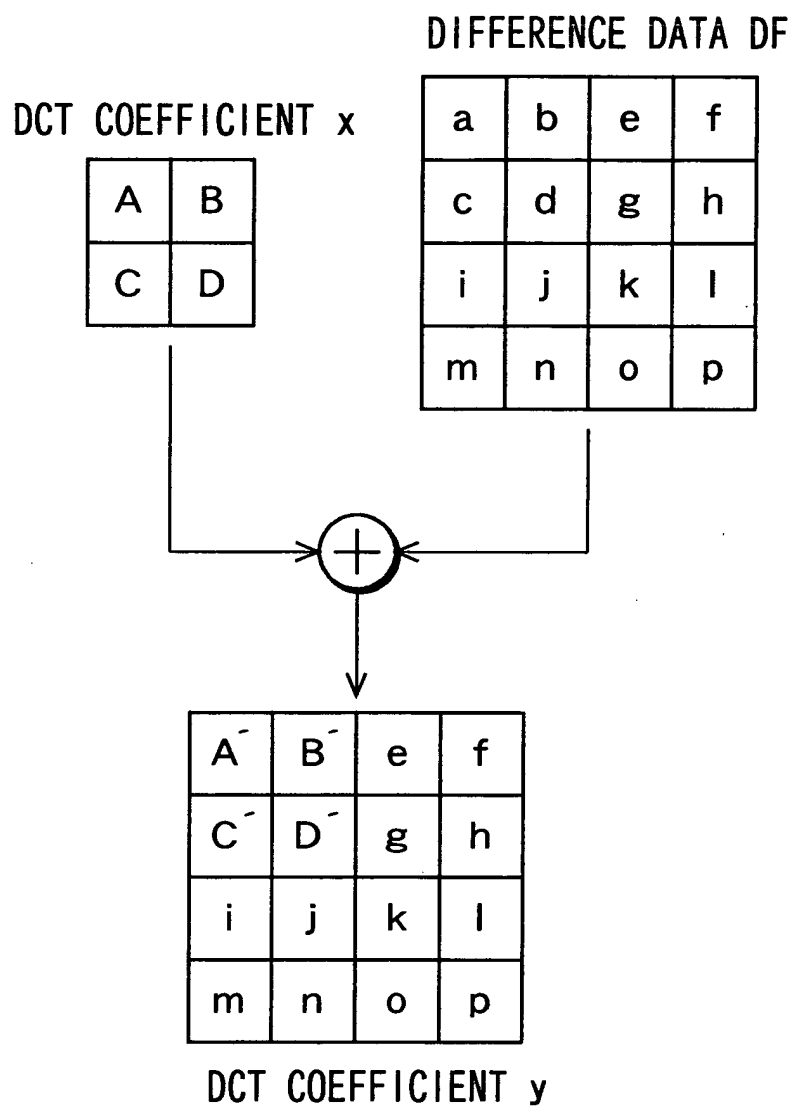 DIFFERENCE DATA DF
a b e f
c d g h
i j k l
m n o p
DCT COEFFICIENT x
A B
C D
+
A´ B´ e f
C´ D´ g h
i j k l
m n o p
DCT COEFFICIENT y